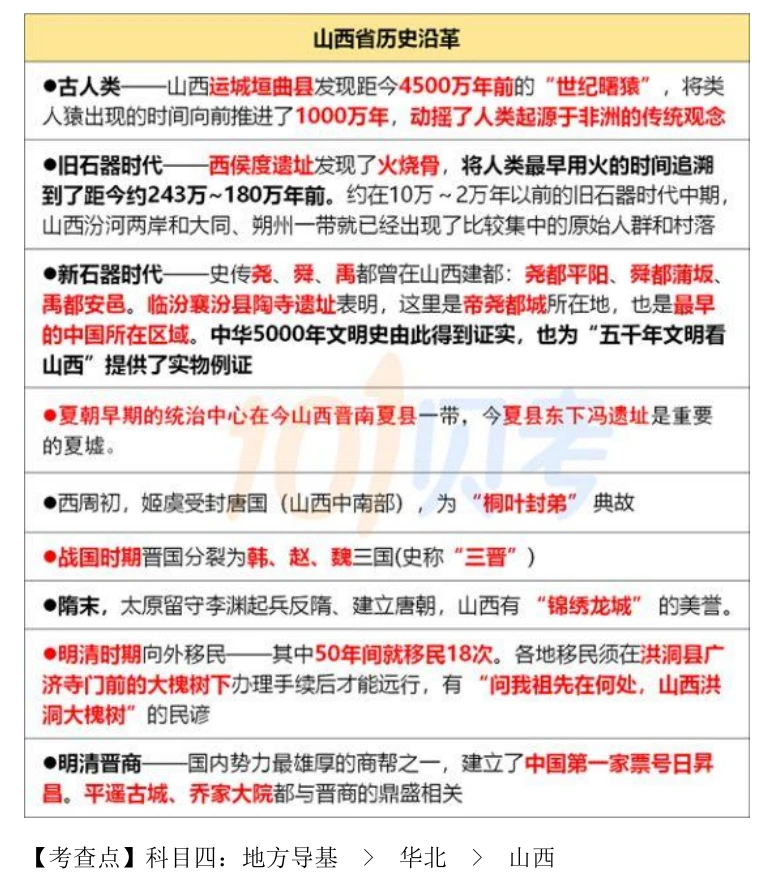 山西省历史沿革
●古人类——山西运城垣曲县发现距今4500万年前的“世纪曙猿”，将类
人猿出现的时间向前推进了1000万年，动摇了人类起源于非洲的传统观念
●旧石器时代——西侯度遗址发现了火烧骨，将人类最早用火的时间追溯
到了距今约243万~180万年前。约在10万～2万年以前的旧石器时代中期，
山西汾河两岸和大同、朔州一带就已经出现了比较集中的原始人群和村落
●新石器时代——史传尧、舜、禹都曾在山西建都：尧都平阳、舜都蒲坂、
禹都安邑。临汾襄汾县陶寺遗址表明，这里是帝尧都城所在地，也是最早
的中国所在区域。中华5000年文明史由此得到证实，也为“五千年文明看
山西”提供了实物例证
●夏朝早期的统治中心在今山西晋南夏县一带，今夏县东下冯遗址是重要
的夏墟。
●西周初，姬虞受封唐国（山西中南部），为“桐叶封弟”典故
●战国时期晋国分裂为韩、赵、魏三国(史称“三晋”)
●隋末，太原留守李渊起兵反隋、建立唐朝，山西有“锦绣龙城”的美誉。
●明清时期向外移民——其中50年间就移民18次。各地移民须在洪洞县广
济寺门前的大槐树下办理手续后才能远行，有“问我祖先在何处，山西洪
洞大槐树”的民谚
●明清晋商——国内势力最雄厚的商帮之一，建立了中国第一家票号日昇
昌。平遥古城、乔家大院都与晋商的鼎盛相关
101贝考
【考查点】科目四：地方导基 > 华北 > 山西